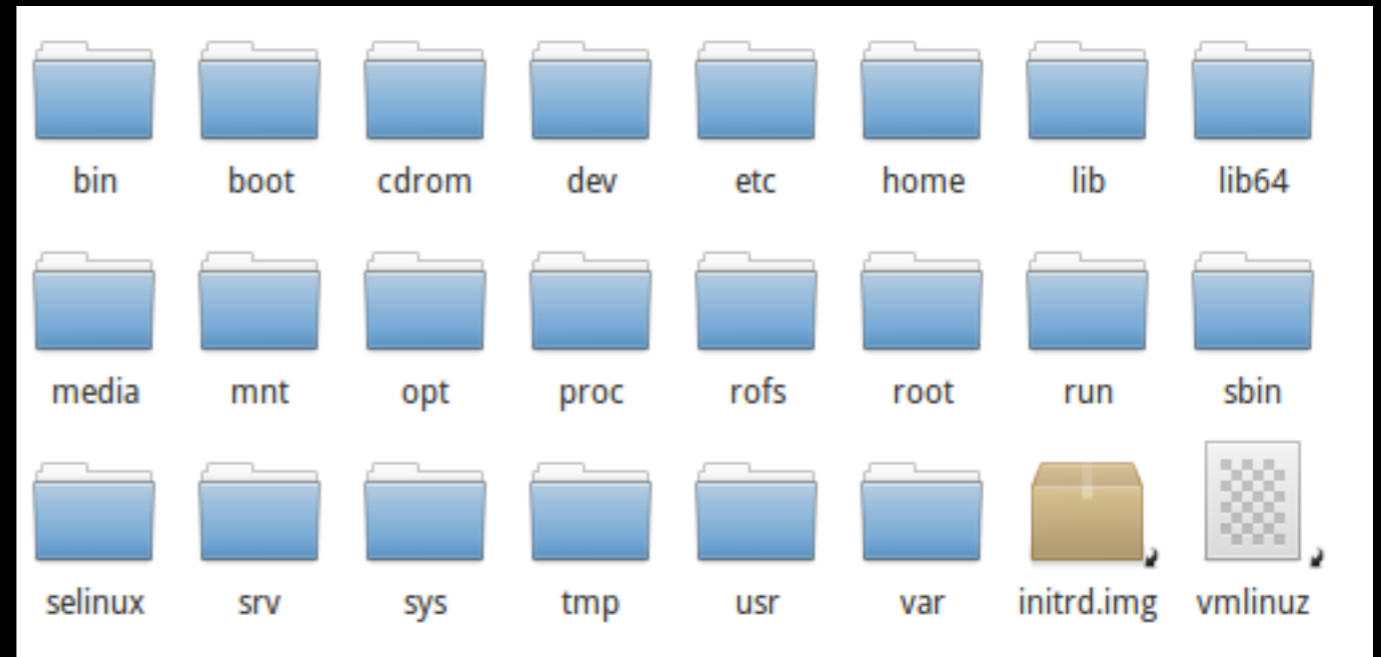 bin boot cdrom dev etc home lib lib64
media mnt opt proc rofs root run sbin
selinux srv sys tmp usr var initrd.img vmlinuz